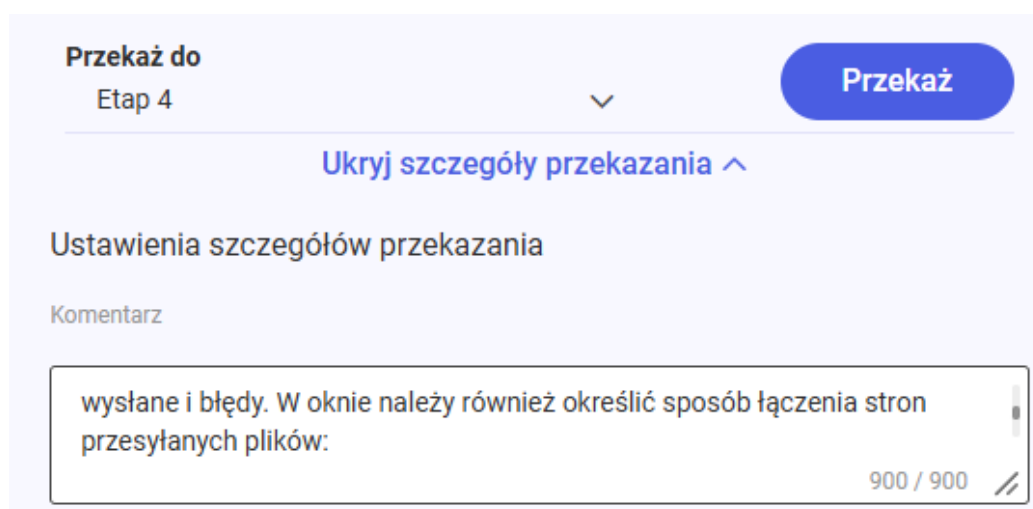 Przekaż do
Etap 4
Przekaż
Ukryj szczegóły przekazania
Ustawienia szczegółów przekazania
Komentarz
wysłane i błędy. W oknie należy również określić sposób łączenia stron
przesyłanych plików:
900 / 900